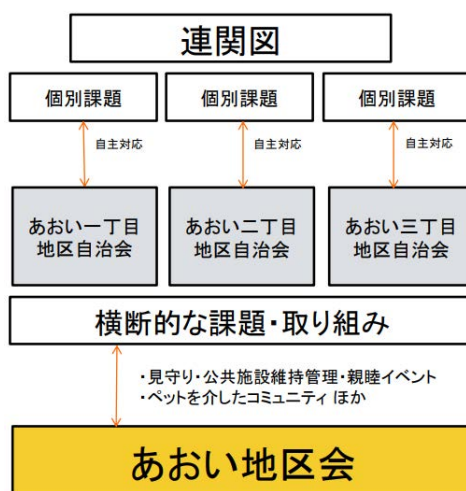 連関図
個別課題
個別課題
個別課題
自主対応
自主対応
自主対応
あおい一丁目
地区自治会
あおい二丁目
地区自治会
あおい三丁目
地区自治会
横断的な課題・取り組み
・見守り・公共施設維持管理・親睦イベント
・ペットを介したコミュニティ ほか
あおい地区会